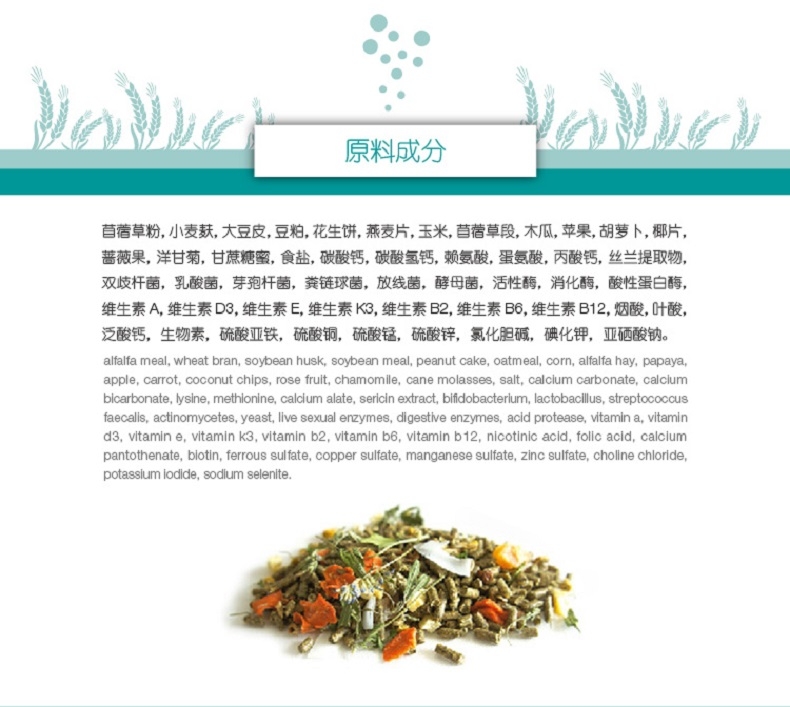 原料成分
苜蓿草粉, 小麦麸, 大豆皮, 豆粕, 花生饼, 燕麦片, 玉米, 苜蓿草段, 木瓜, 苹果, 胡萝卜, 椰片,
蔷薇果, 洋甘菊, 甘蔗糖蜜, 食盐, 碳酸钙, 碳酸氢钙, 赖氨酸, 蛋氨酸, 丙酸钙, 丝兰提取物,
双歧杆菌, 乳酸菌, 芽孢杆菌, 粪链球菌, 放线菌, 酵母菌, 活性酶, 消化酶, 酸性蛋白酶,
维生素 A, 维生素 D3, 维生素 E, 维生素 K3, 维生素 B2, 维生素 B6, 维生素 B12, 烟酸, 叶酸,
泛酸钙, 生物素, 硫酸亚铁, 硫酸铜, 硫酸锰, 硫酸锌, 氯化胆碱, 碘化钾, 亚硒酸钠。
alfalfa meal, wheat bran, soybean husk, soybean meal, peanut cake, oatmeal, corn, alfalfa hay, papaya,
apple, carrot, coconut chips, rose fruit, chamomile, cane molasses, salt, calcium carbonate, calcium
bicarbonate, lysine, methionine, calcium alate, sericin extract, bifidobacterium, lactobacillus, streptococcus
faecalis, actinomycetes, yeast, live sexual enzymes, digestive enzymes, acid protease, vitamin a, vitamin
d3, vitamin e, vitamin k3, vitamin b2, vitamin b6, vitamin b12, nicotinic acid, folic acid, calcium
pantothenate, biotin, ferrous sulfate, copper sulfate, manganese sulfate, zinc sulfate, choline chloride,
potassium iodide, sodium selenite.